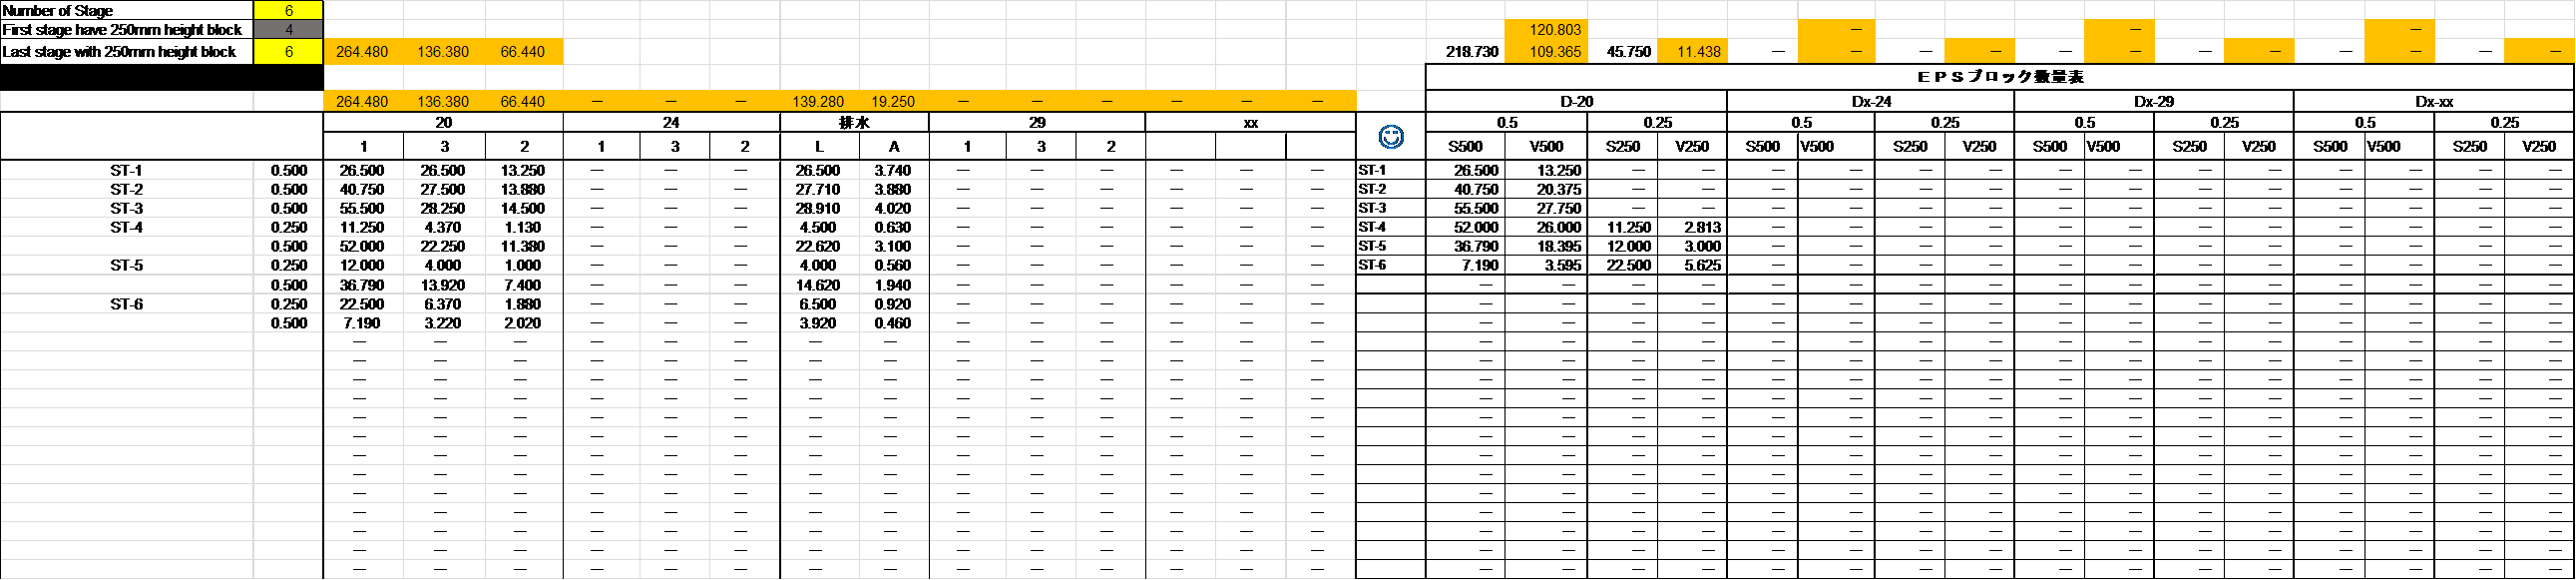 Number of Stage 6
First stage have 250mm height block 4 120.803 — — —
Last stage with 250mm height block 6 264.480 136.380 66.440 218.730 109.365 45.750 11.438 — — — — — — — — — — — —
ＥＰＳブロック数量表
264.480 136.380 66.440 — — — 139.280 19.250 — — — — — — D-20 Dx-24 Dx-29 Dx-xx
20 24 排水 29 xx 0.5 0.25 0.5 0.25 0.5 0.25 0.5 0.25
1 3 2 1 3 2 L A 1 3 2 — — — S500 V500 S250 V250 S500 V500 S250 V250 S500 V500 S250 V250 S500 V500 S250 V250
ST-1 0.500 26.500 26.500 13.250 — — — 26.500 3.740 — — — — — — ST-1 26.500 13.250 — — — — — — — — — — — — — —
ST-2 0.500 40.750 27.500 13.880 — — — 27.710 3.880 — — — — — — ST-2 40.750 20.375 — — — — — — — — — — — — — —
ST-3 0.500 55.500 28.250 14.500 — — — 28.910 4.020 — — — — — — ST-3 55.500 27.750 — — — — — — — — — — — — — —
ST-4 0.250 11.250 4.370 1.130 — — — 4.500 0.630 — — — — — — ST-4 52.000 26.000 11.250 2.813 — — — — — — — — — — — —
0.500 52.000 22.250 11.380 — — — 22.620 3.100 — — — — — — ST-5 36.790 18.395 12.000 3.000 — — — — — — — — — — — —
ST-5 0.250 12.000 4.000 1.000 — — — 4.000 0.560 — — — — — — ST-6 7.190 3.595 22.500 5.625 — — — — — — — — — — — —
0.500 36.790 13.920 7.400 — — — 14.620 1.940 — — — — — — — — — — — — — — — — — — — — — —
ST-6 0.250 22.500 6.370 1.880 — — — 6.500 0.920 — — — — — — — — — — — — — — — — — — — — — —
0.500 7.190 3.220 2.020 — — — 3.920 0.460 — — — — — — — — — — — — — — — — — — — — — —